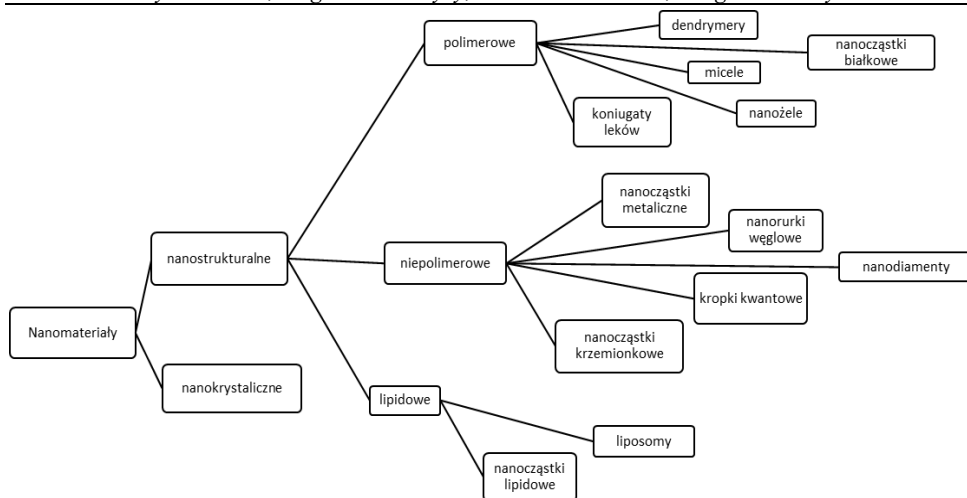 polimerowe
dendrymery
nanocząstki
białkowe
micele
nanożele
koniugaty
leków
nanocząstki
metaliczne
nanorurki
węglowe
nanostrukturalne
niepolimerowe
nanodiamenty
kropki kwantowe
Nanomateriały
nanocząstki
krzemionkowe
nanokrystaliczne
lipidowe
liposomy
nanocząstki
lipidowe